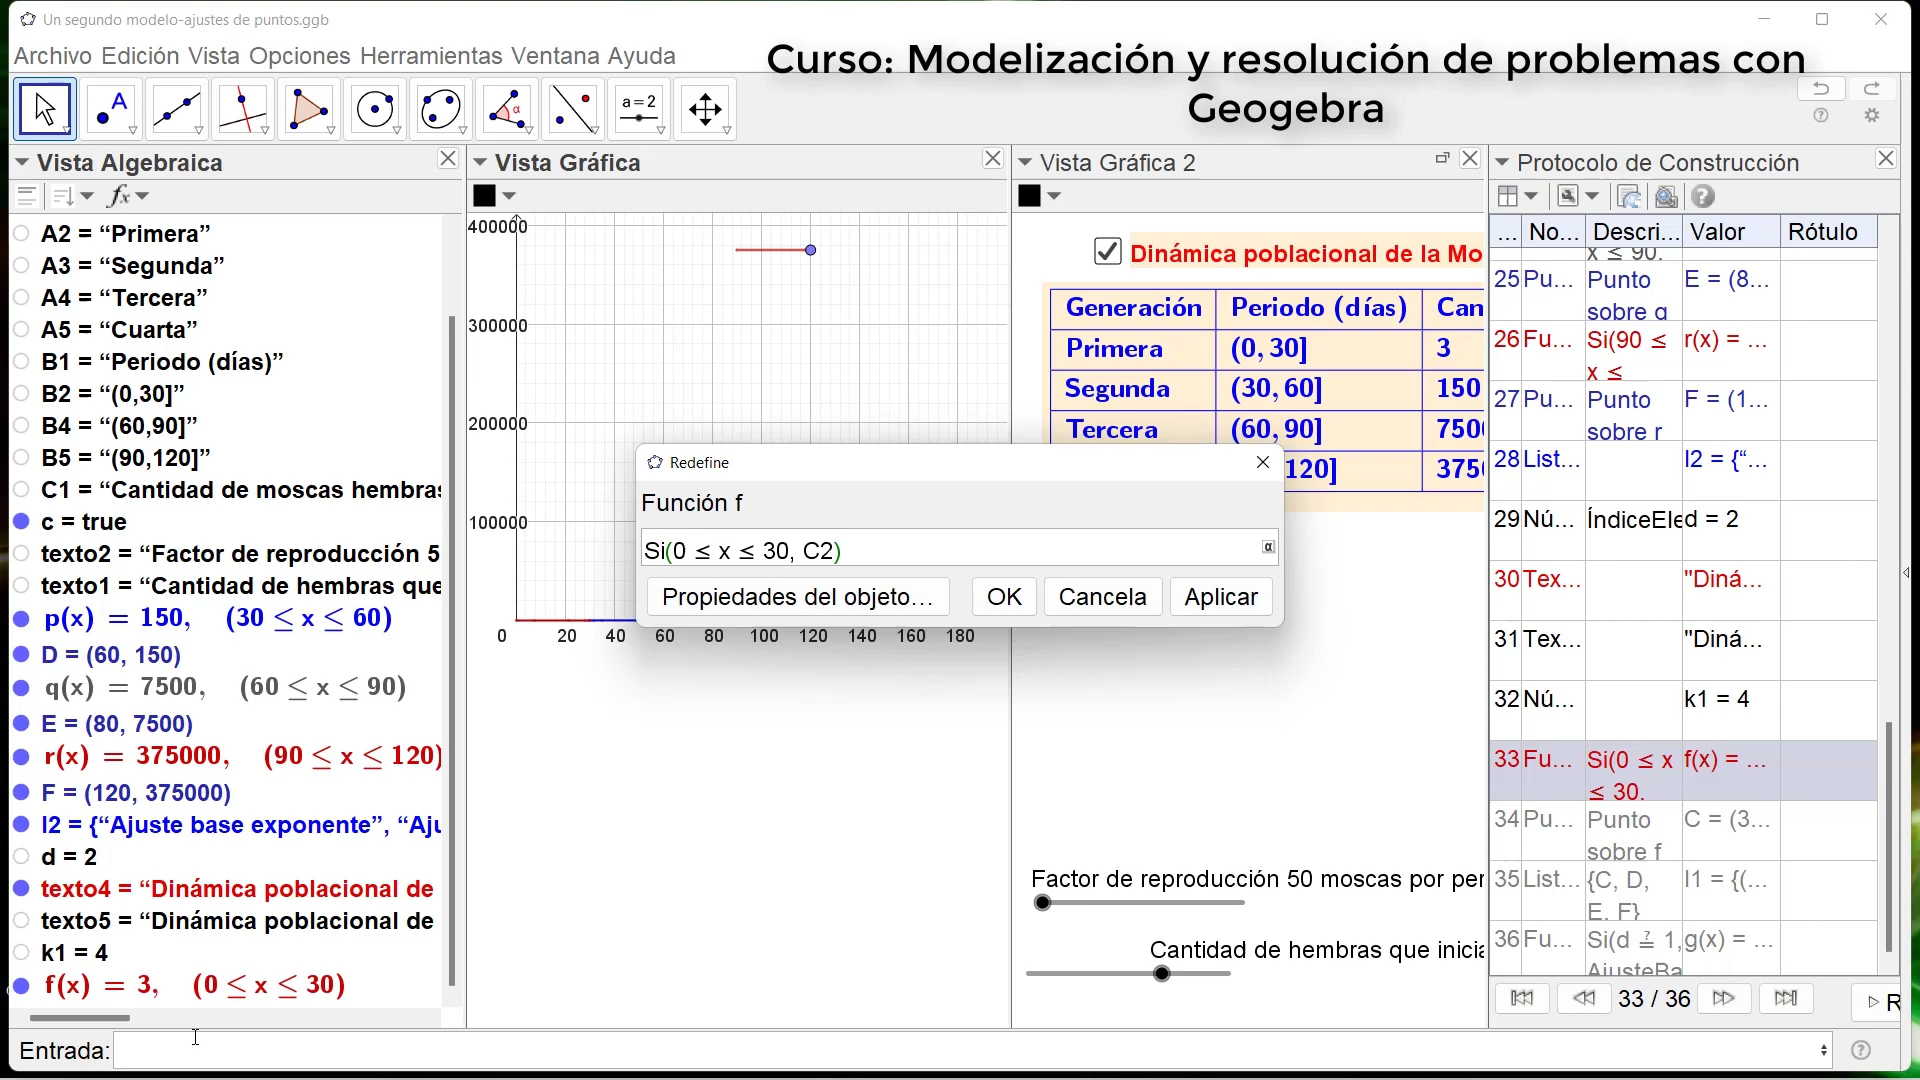 Un segundo modelo-ajustes de puntos.ggb
Archivo Edición Vista Opciones Herramientas Ventana Ayuda
Curso: Modelización y resolución de problemas con
Geogebra
A
α
a=2
Vista Algebraica
fx
A2 = “Primera”
A3 = “Segunda”
A4 = “Tercera”
A5 = “Cuarta”
B1 = “Periodo (días)”
B2 = “(0,30]”
B4 = “(60,90]”
B5 = “(90,120]”
C1 = “Cantidad de moscas hembras
c = true
texto2 = “Factor de reproducción 5
texto1 = “Cantidad de hembras que
p(x) = 150, (30 ≤ x ≤ 60)
D = (60, 150)
q(x) = 7500, (60 ≤ x ≤ 90)
E = (80, 7500)
r(x) = 375000, (90 ≤ x ≤ 120)
F = (120, 375000)
l2 = {“Ajuste base exponente”, “Aju
d = 2
texto4 = “Dinámica poblacional de
texto5 = “Dinámica poblacional de
k1 = 4
f(x) = 3, (0 ≤ x ≤ 30)
Vista Gráfica
400000
300000
200000
100000
0 20 40 60 80 100 120 140 160 180
Vista Gráfica 2
Dinámica poblacional de la Mo
Generación Periodo (días) Can
Primera (0, 30] 3
Segunda (30, 60] 150
Tercera (60, 90] 7500
120] 3750
Redefine
Función f
Si(0 ≤ x ≤ 30, C2)
α
Propiedades del objeto... OK Cancela Aplicar
Factor de reproducción 50 moscas por per
Cantidad de hembras que inicia
Protocolo de Construcción
... No... Descri... Valor Rótulo
x ≤ 90.
25 Pu... Punto E = (8...
sobre q
26 Fu... Si(90 ≤ r(x) = ...
x ≤
27 Pu... Punto F = (1...
sobre r
28 List... l2 = {“...
29 Nú... ÍndiceEle d = 2
30 Tex... "Diná...
31 Tex... "Diná...
32 Nú... k1 = 4
33 Fu... Si(0 ≤ x f(x) = ...
≤ 30.
34 Pu... Punto C = (3...
sobre f
35 List... {C, D, l1 = {(...
E, F}
36 Fu... Si(d ≟ 1, g(x) = ...
AjusteBa
33 / 36
R
Entrada: